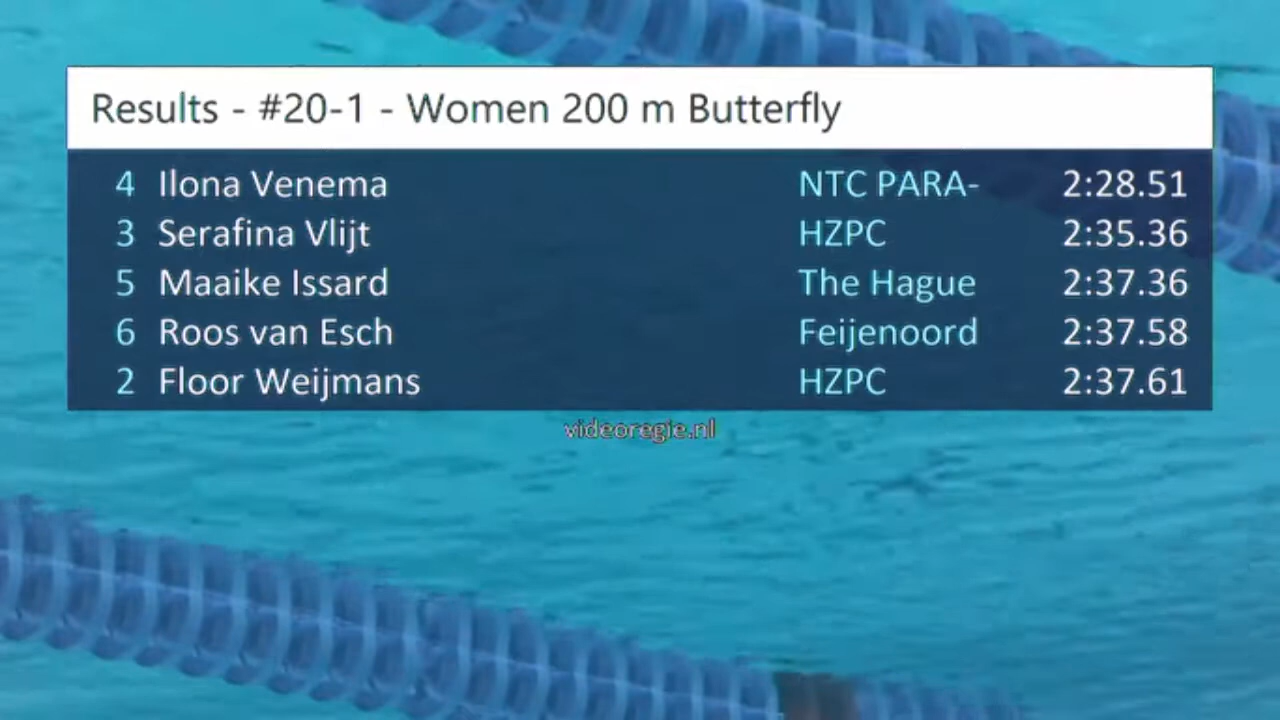 Results - #20-1 - Women 200 m Butterfly
4 Ilona Venema NTC PARA- 2:28.51
3 Serafina Vlijt HZPC 2:35.36
5 Maaike Issard The Hague 2:37.36
6 Roos van Esch Feijenoord 2:37.58
2 Floor Weijmans HZPC 2:37.61
videoregie.nl